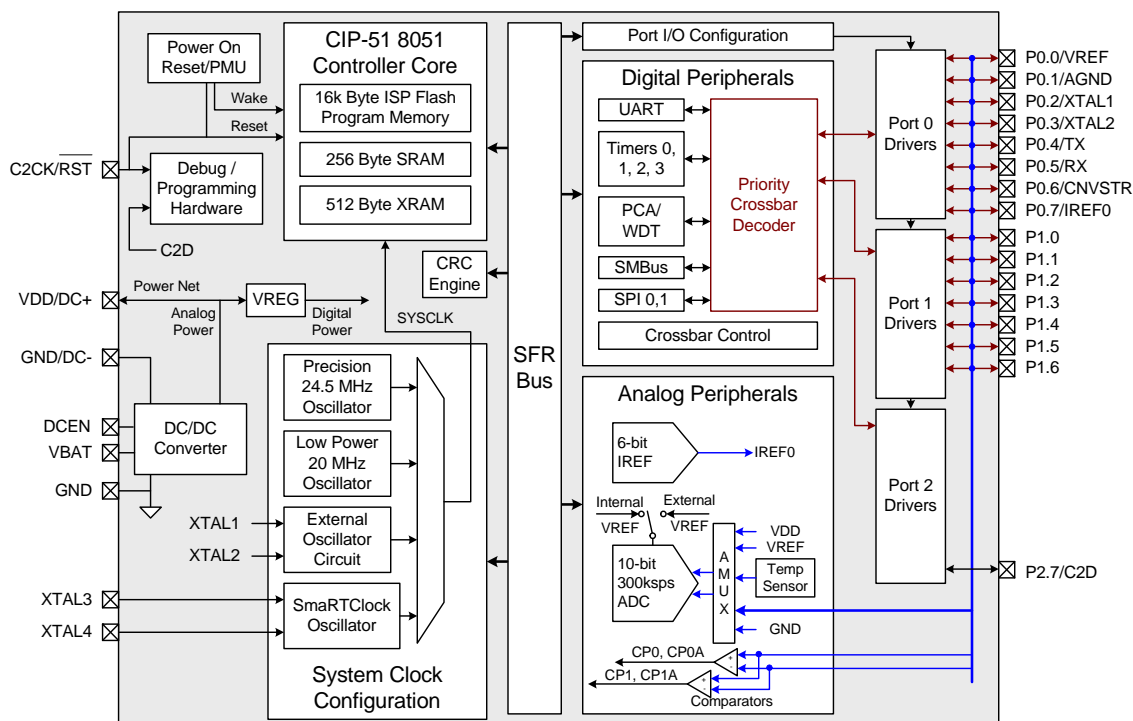 Power On
Reset/PMU
Wake
Reset
C2CK/RST
Debug /
Programming
Hardware
C2D
CIP-51 8051
Controller Core
16k Byte ISP Flash
Program Memory
256 Byte SRAM
512 Byte XRAM
CRC
Engine
VDD/DC+
Power Net
Analog
Power
VREG
Digital
Power
SYSCLK
GND/DC-
DCEN
VBAT
GND
DC/DC
Converter
Precision
24.5 MHz
Oscillator
Low Power
20 MHz
Oscillator
XTAL1
XTAL2
External
Oscillator
Circuit
XTAL3
XTAL4
SmaRTClock
Oscillator
System Clock
Configuration
SFR
Bus
Port I/O Configuration
Digital Peripherals
UART
Timers 0,
1, 2, 3
PCA/
WDT
SMBus
SPI 0,1
Priority
Crossbar
Decoder
Crossbar Control
Analog Peripherals
6-bit
IREF
IREF0
Internal
VREF
External
VREF
10-bit
300ksps
ADC
A
M
U
X
VDD
VREF
Temp
Sensor
GND
CP0, CP0A
+
-
CP1, CP1A
+
-
Comparators
Port 0
Drivers
Port 1
Drivers
Port 2
Drivers
P0.0/VREF
P0.1/AGND
P0.2/XTAL1
P0.3/XTAL2
P0.4/TX
P0.5/RX
P0.6/CNVSTR
P0.7/IREF0
P1.0
P1.1
P1.2
P1.3
P1.4
P1.5
P1.6
P2.7/C2D